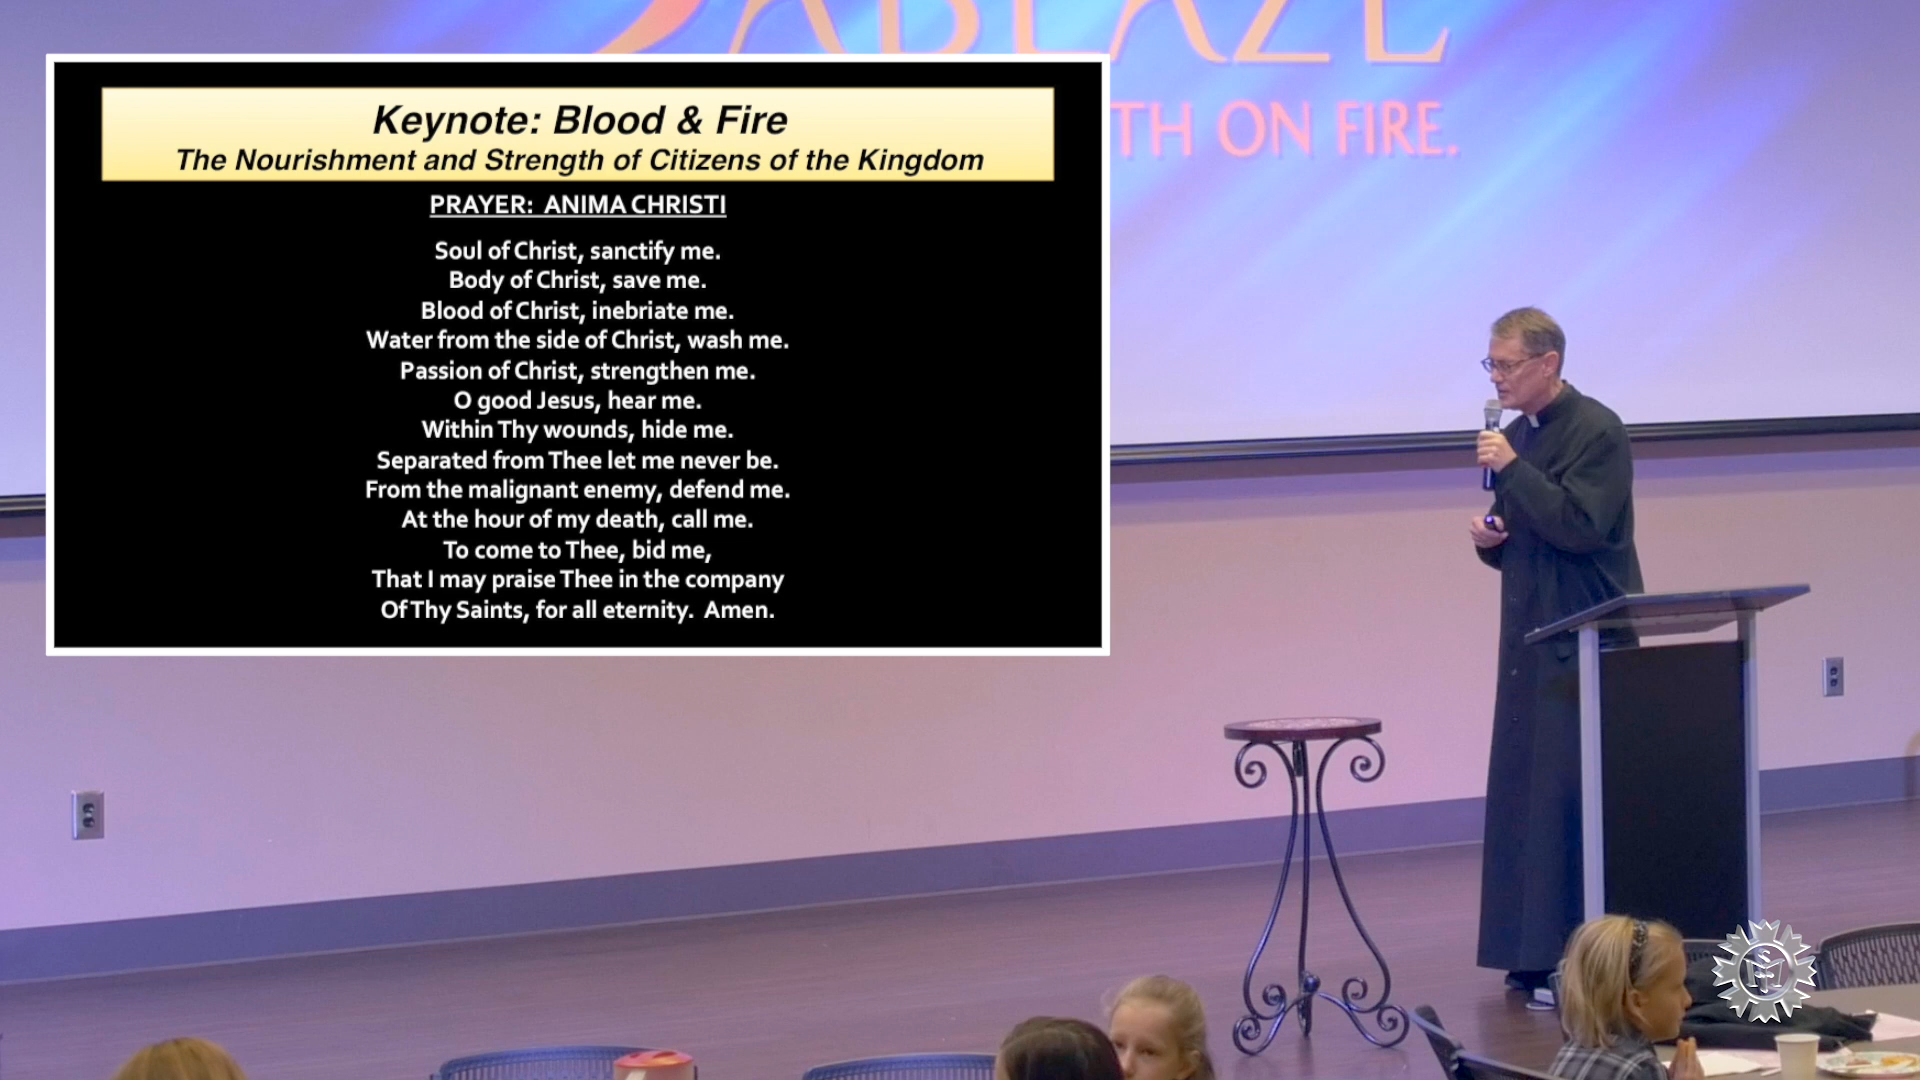 ABLAZE
TH ON FIRE.
Keynote: Blood & Fire
The Nourishment and Strength of Citizens of the Kingdom
PRAYER: ANIMA CHRISTI
Soul of Christ, sanctify me.
Body of Christ, save me.
Blood of Christ, inebriate me.
Water from the side of Christ, wash me.
Passion of Christ, strengthen me.
O good Jesus, hear me.
Within Thy wounds, hide me.
Separated from Thee let me never be.
From the malignant enemy, defend me.
At the hour of my death, call me.
To come to Thee, bid me,
That I may praise Thee in the company
Of Thy Saints, for all eternity. Amen.